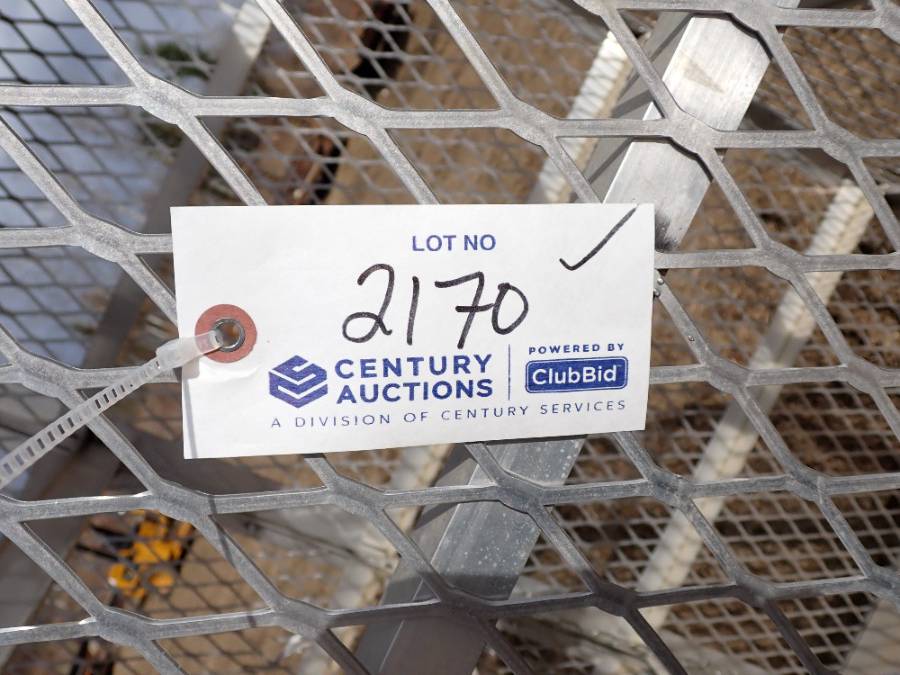 LOT NO
2170
CENTURY
AUCTIONS
POWERED BY
ClubBid
A DIVISION OF CENTURY SERVICES